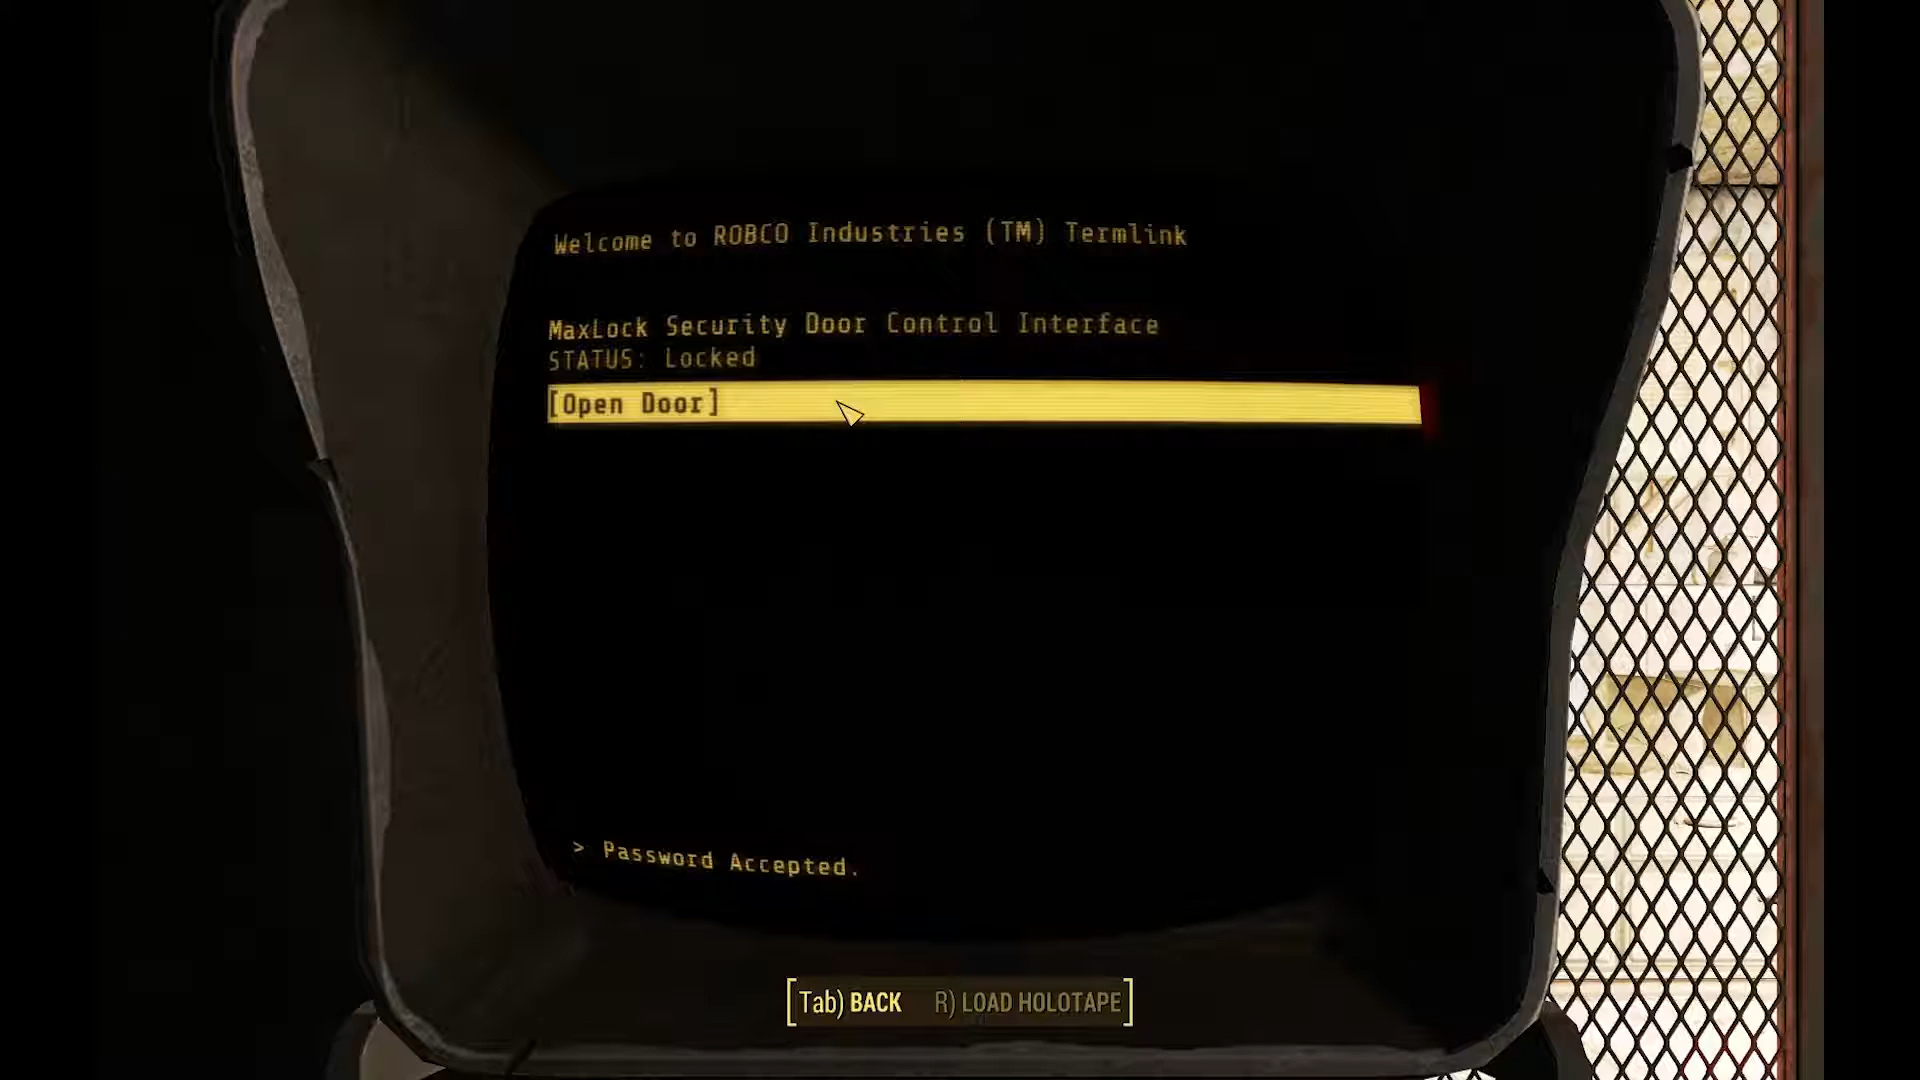 Welcome to ROBCO Industries (TM) Termlink
MaxLock Security Door Control Interface
STATUS: Locked
[Open Door]
> Password Accepted.
Tab) BACK R) LOAD HOLOTAPE